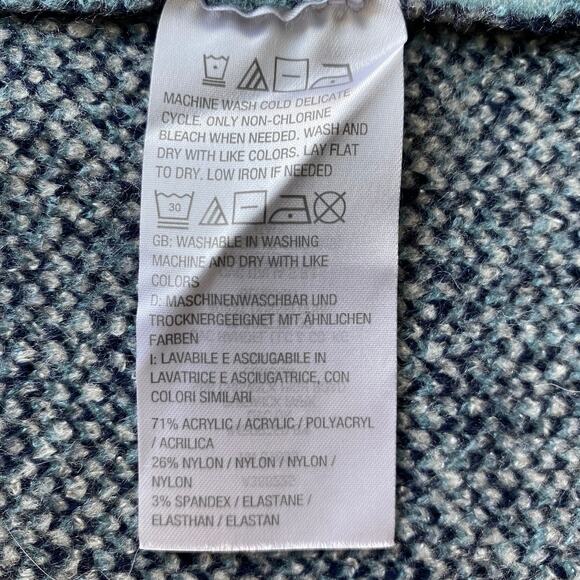 MACHINE WASH COLD DELICATE
CYCLE. ONLY NON-CHLORINE
BLEACH WHEN NEEDED. WASH AND
DRY WITH LIKE COLORS. LAY FLAT
TO DRY. LOW IRON IF NEEDED
30
GB: WASHABLE IN WASHING
MACHINE AND DRY WITH LIKE
COLORS
D: MASCHINENWASCHBAR UND
TROCKNERGEEIGNET MIT ÄHNLICHEN
FARBEN
I: LAVABILE E ASCIUGABILE IN
LAVATRICE E ASCIUGATRICE, CON
COLORI SIMILARI
71% ACRYLIC / ACRYLIC / POLYACRYL
/ ACRILICA
26% NYLON / NYLON / NYLON /
NYLON
3% SPANDEX / ELASTANE /
ELASTHAN / ELASTAN